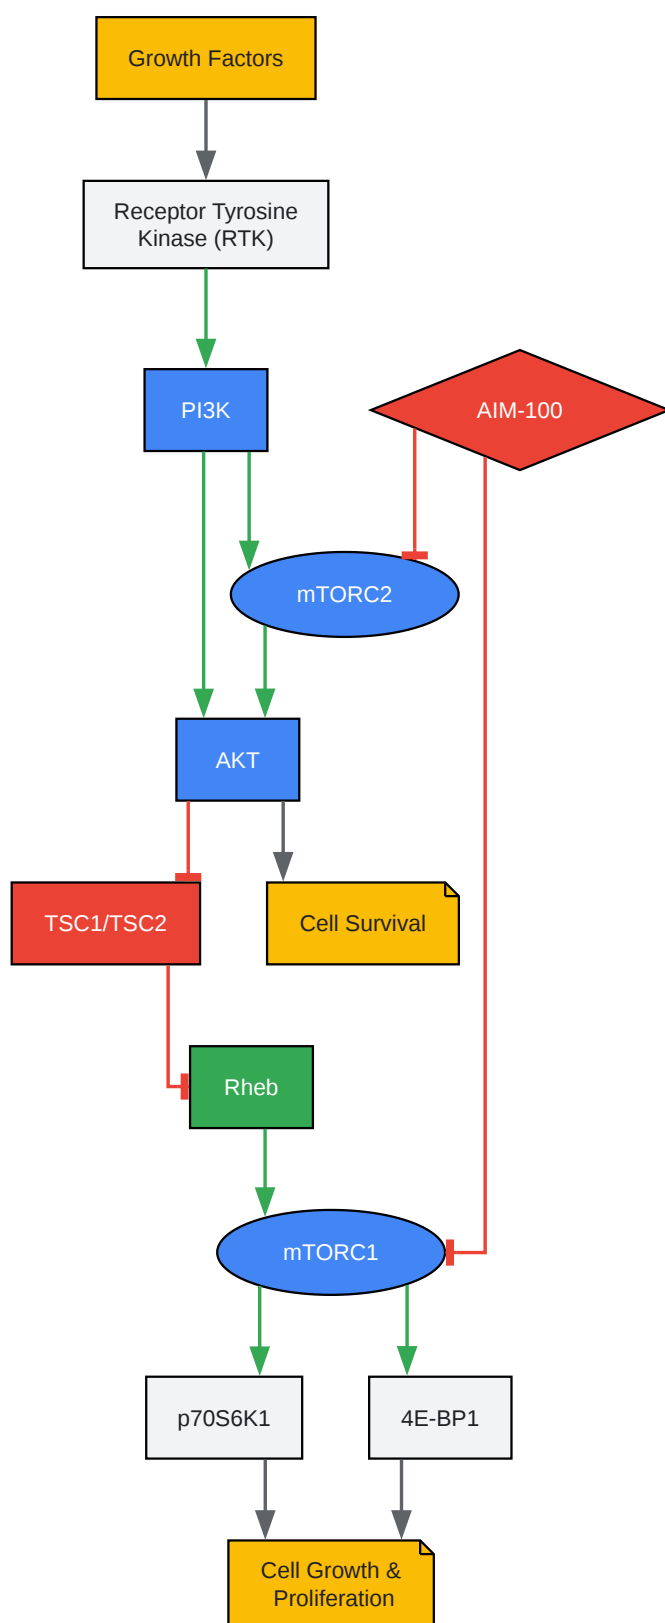 Growth Factors
Receptor Tyrosine
Kinase (RTK)
PI3K
AIM-100
mTORC2
AKT
TSC1/TSC2
Cell Survival
Rheb
mTORC1
p70S6K1
4E-BP1
Cell Growth &
Proliferation